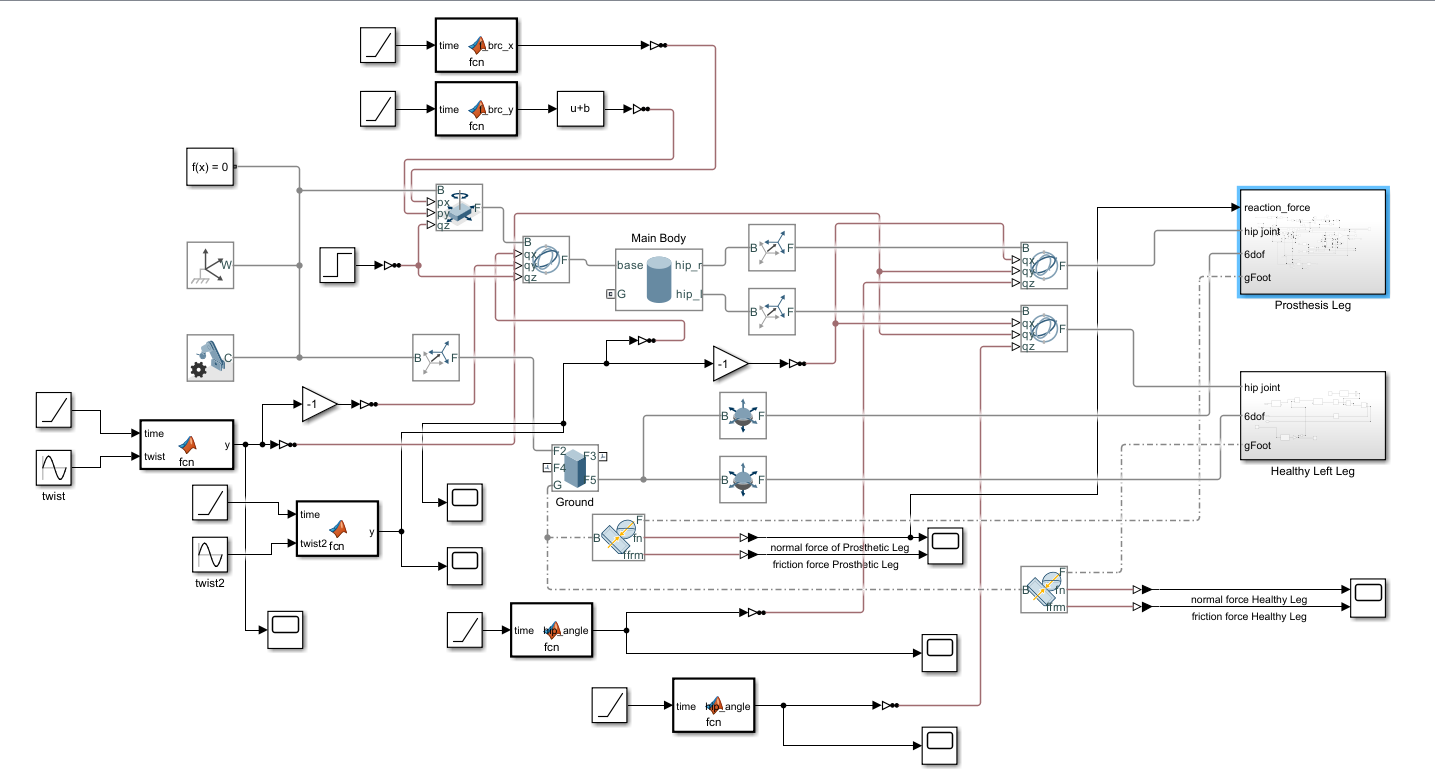 time
brc_x
fcn
time
brc_y
fcn
u+b
f(x) = 0
B
px
py
qz
F
W
B
qx
qy
qz
F
Main Body
base
hip_r
G
hip_l
B
F
B
F
B
qx
qy
qz
F
B
qx
qy
qz
F
reaction_force
hip joint
6dof
gFoot
Prosthesis Leg
C
B
F
-1
-1
time
twist
y
fcn
twist
hip joint
6dof
gFoot
Healthy Left Leg
B
F
B
F
F2
F3
F4
F5
G
Ground
time
twist2
y
fcn
twist2
B
F
fn
ffrm
normal force of Prosthetic Leg
friction force Prosthetic Leg
B
F
fn
ffrm
normal force Healthy Leg
friction force Healthy Leg
time
hip_angle
fcn
time
hip_angle
fcn